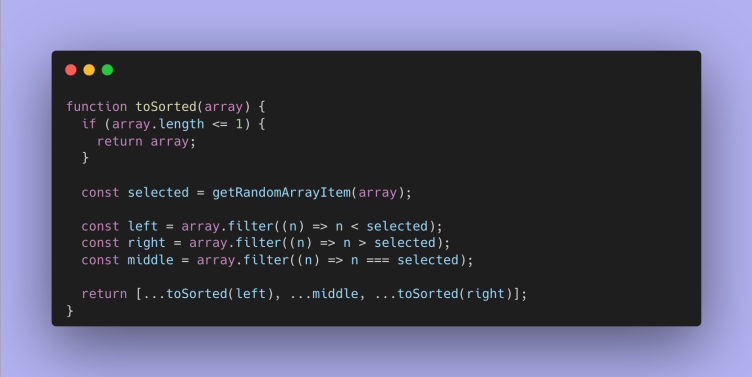 function toSorted(array) {
  if (array.length <= 1) {
    return array;
  }

  const selected = getRandomArrayItem(array);

  const left = array.filter((n) => n < selected);
  const right = array.filter((n) => n > selected);
  const middle = array.filter((n) => n === selected);

  return [...toSorted(left), ...middle, ...toSorted(right)];
}